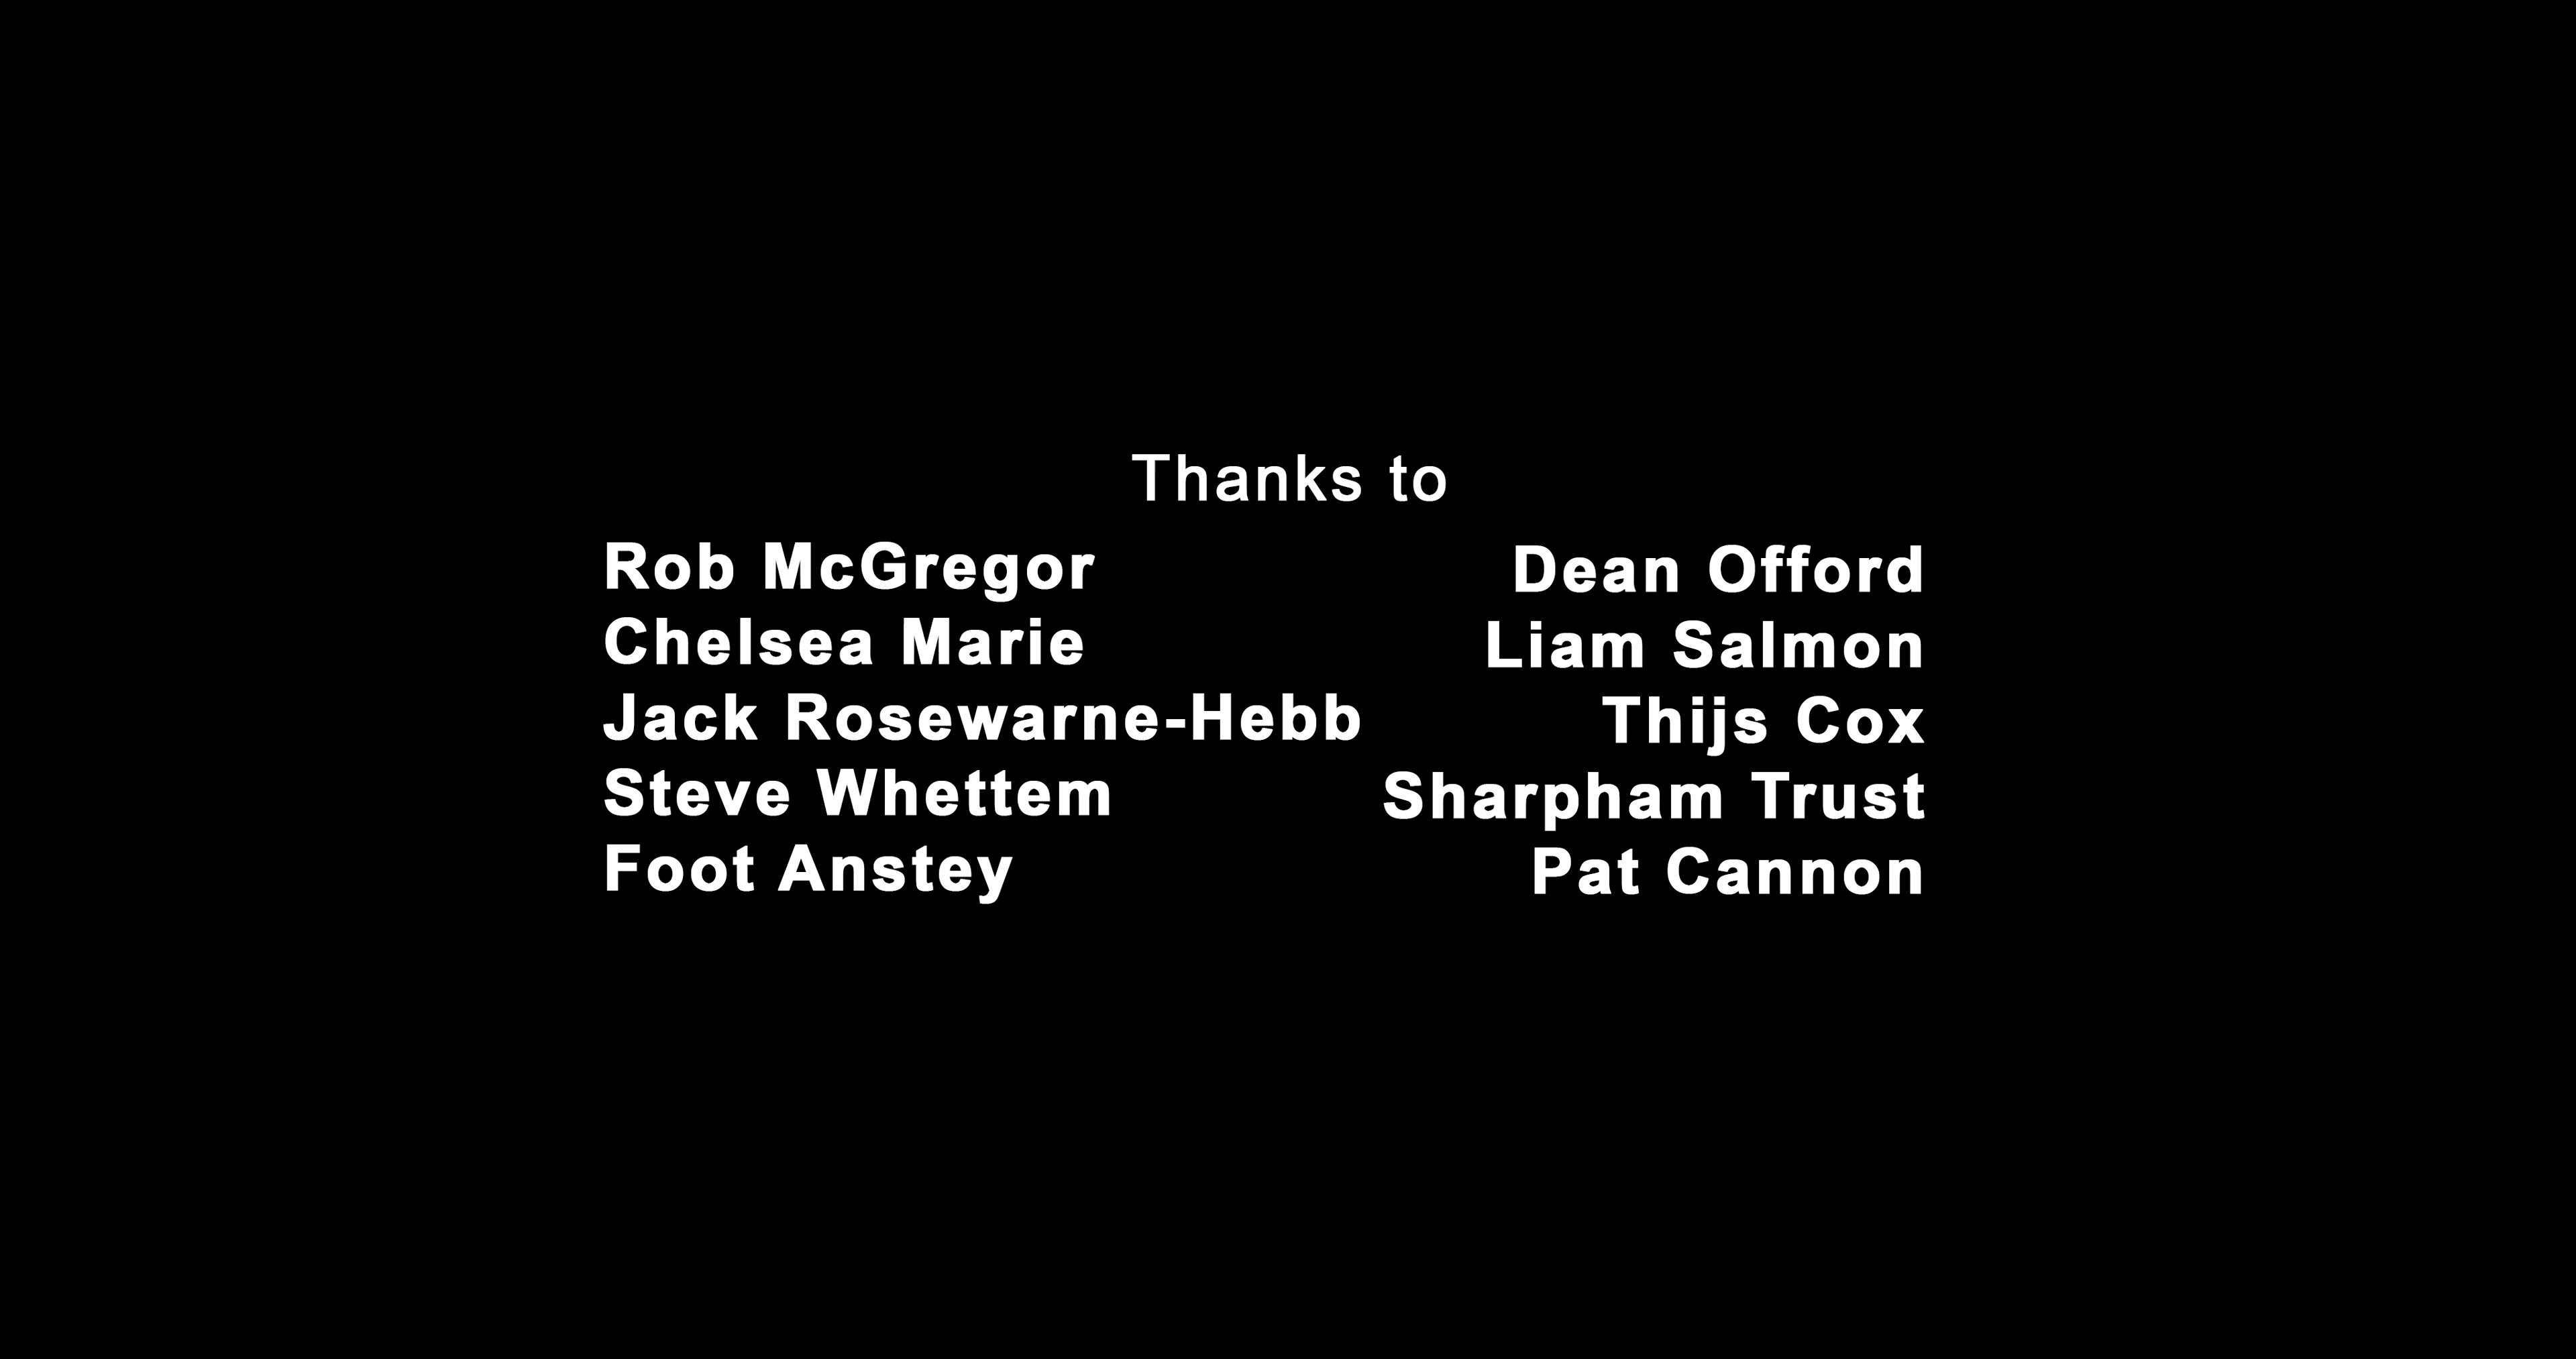 Thanks to
Rob McGregor
Chelsea Marie
Jack Rosewarne-Hebb
Steve Whettem
Foot Anstey
Dean Offord
Liam Salmon
Thijs Cox
Sharpham Trust
Pat Cannon